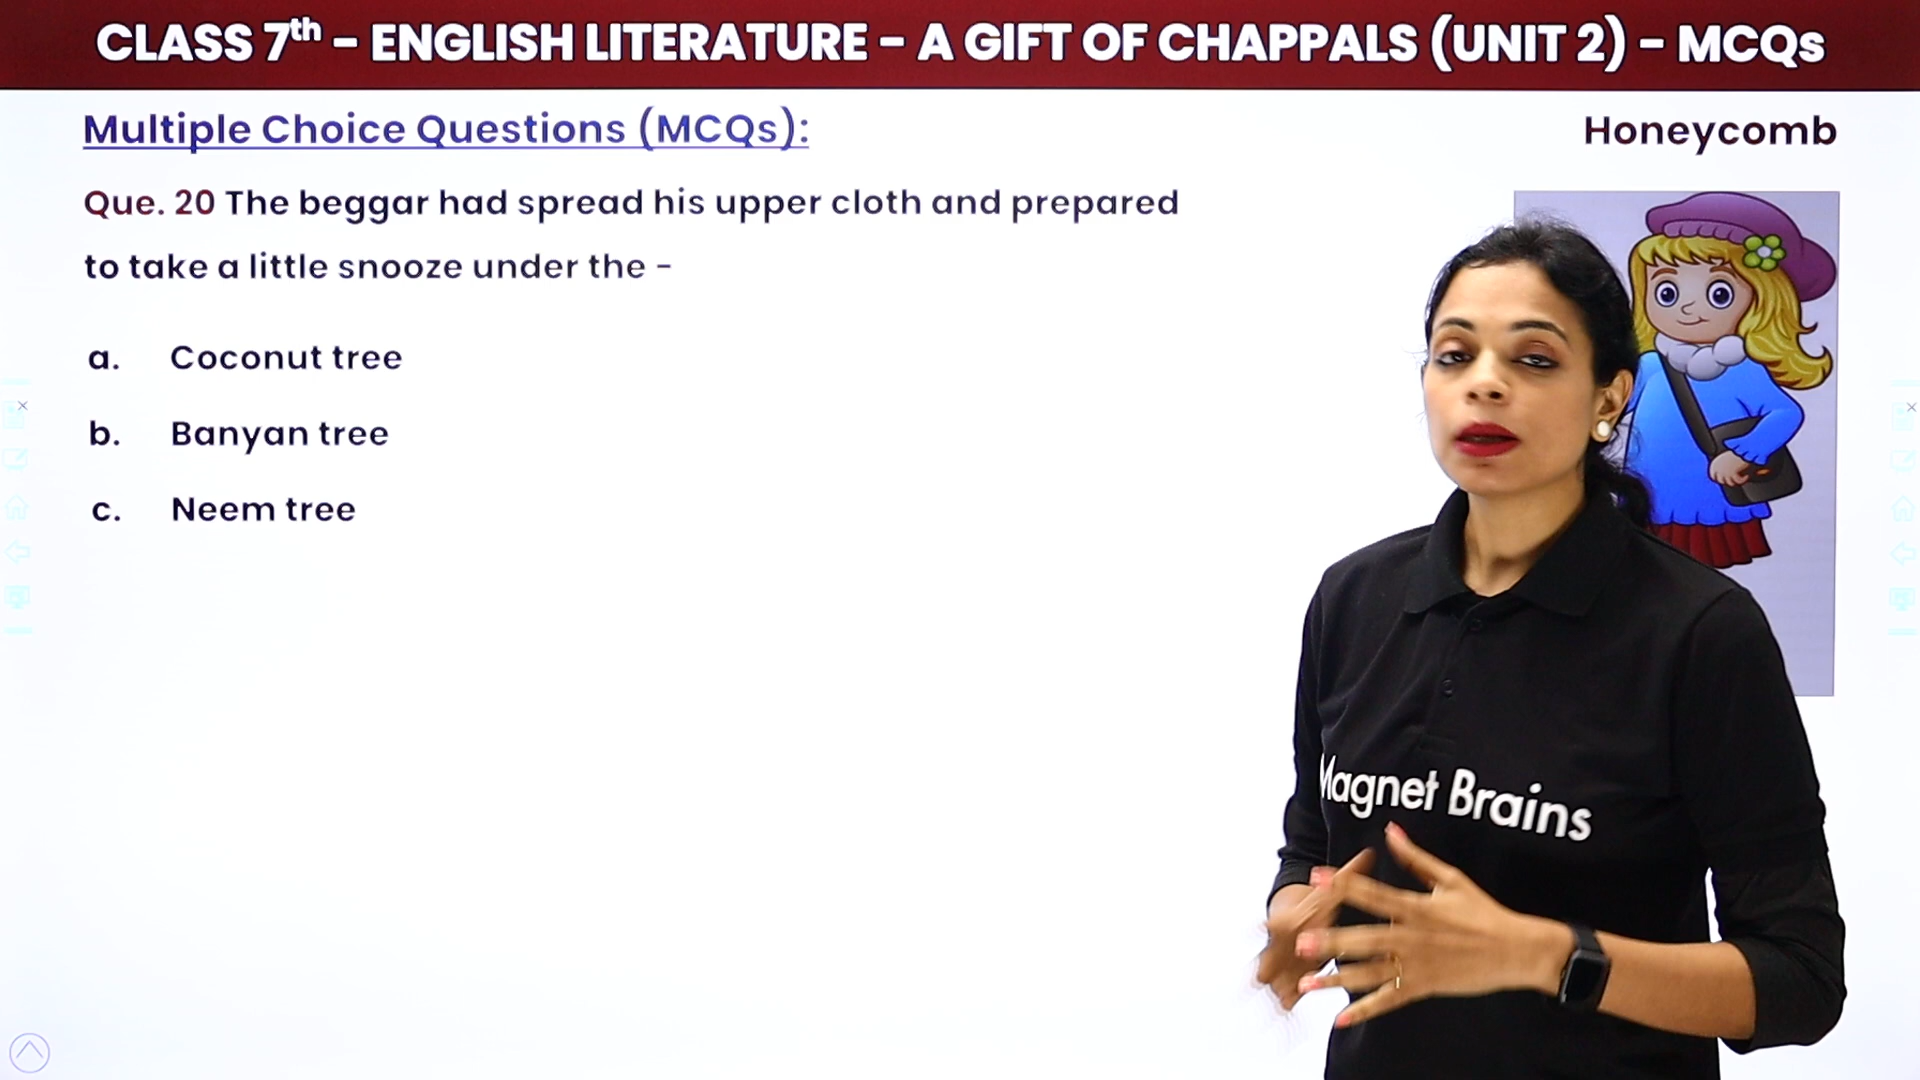 CLASS 7th - ENGLISH LITERATURE - A GIFT OF CHAPPALS (UNIT 2) - MCQs
Multiple Choice Questions (MCQs):
Honeycomb
Que. 20 The beggar had spread his upper cloth and prepared
to take a little snooze under the -
a. Coconut tree
b. Banyan tree
c. Neem tree
Magnet Brains